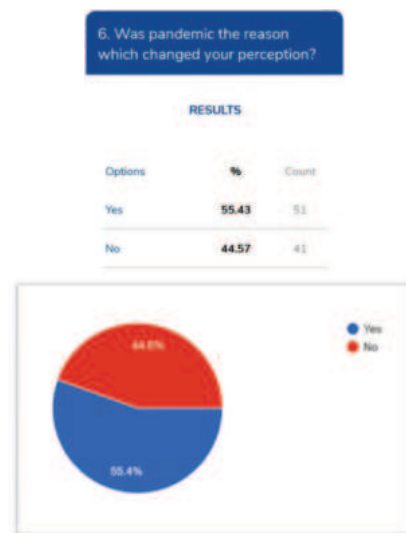 6. Was pandemic the reason
which changed your perception?
RESULTS
Options % Count
Yes 55.43 51
No 44.57 41
Yes
No
44.6%
55.4%